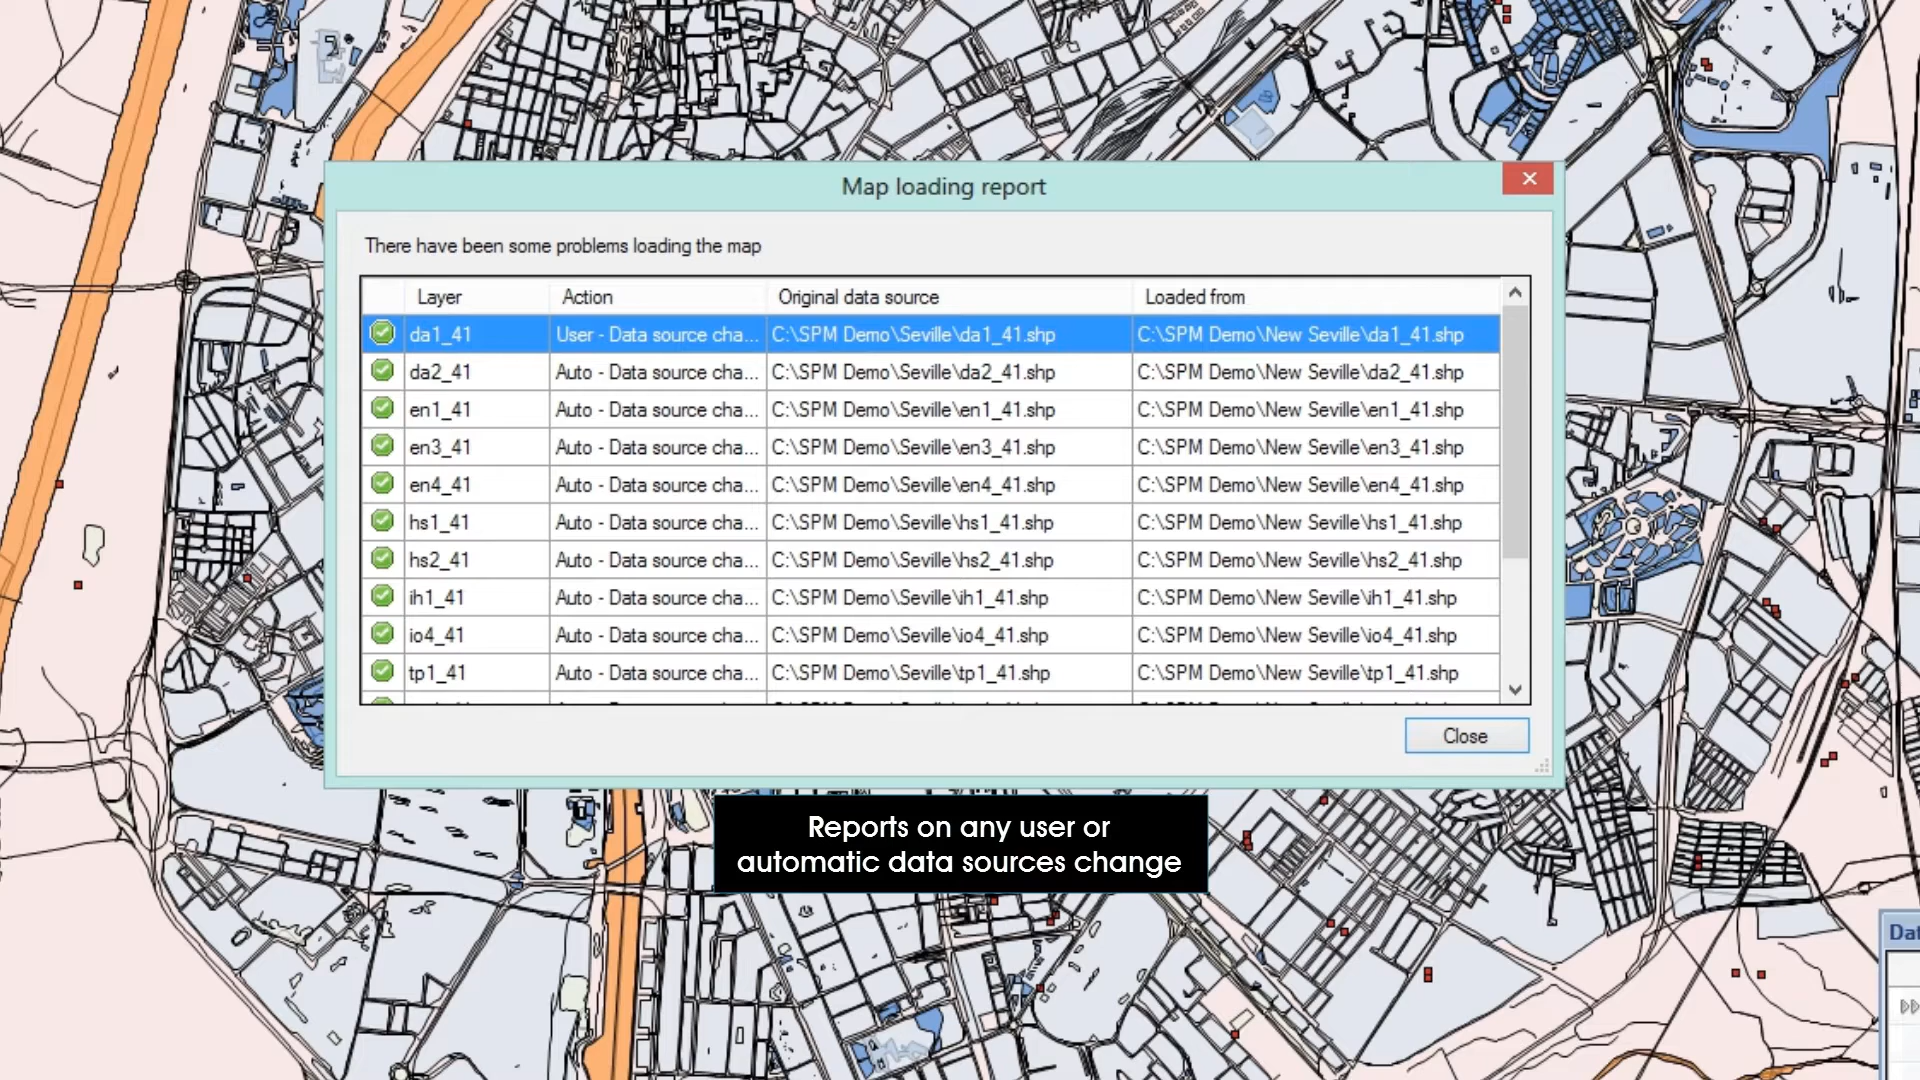 Map loading report
There have been some problems loading the map
Layer Action Original data source Loaded from
da1_41 User - Data source cha... C:\SPM Demo\Seville\da1_41.shp C:\SPM Demo\New Seville\da1_41.shp
da2_41 Auto - Data source cha... C:\SPM Demo\Seville\da2_41.shp C:\SPM Demo\New Seville\da2_41.shp
en1_41 Auto - Data source cha... C:\SPM Demo\Seville\en1_41.shp C:\SPM Demo\New Seville\en1_41.shp
en3_41 Auto - Data source cha... C:\SPM Demo\Seville\en3_41.shp C:\SPM Demo\New Seville\en3_41.shp
en4_41 Auto - Data source cha... C:\SPM Demo\Seville\en4_41.shp C:\SPM Demo\New Seville\en4_41.shp
hs1_41 Auto - Data source cha... C:\SPM Demo\Seville\hs1_41.shp C:\SPM Demo\New Seville\hs1_41.shp
hs2_41 Auto - Data source cha... C:\SPM Demo\Seville\hs2_41.shp C:\SPM Demo\New Seville\hs2_41.shp
ih1_41 Auto - Data source cha... C:\SPM Demo\Seville\ih1_41.shp C:\SPM Demo\New Seville\ih1_41.shp
io4_41 Auto - Data source cha... C:\SPM Demo\Seville\io4_41.shp C:\SPM Demo\New Seville\io4_41.shp
tp1_41 Auto - Data source cha... C:\SPM Demo\Seville\tp1_41.shp C:\SPM Demo\New Seville\tp1_41.shp
Close
Reports on any user or
automatic data sources change
Dat